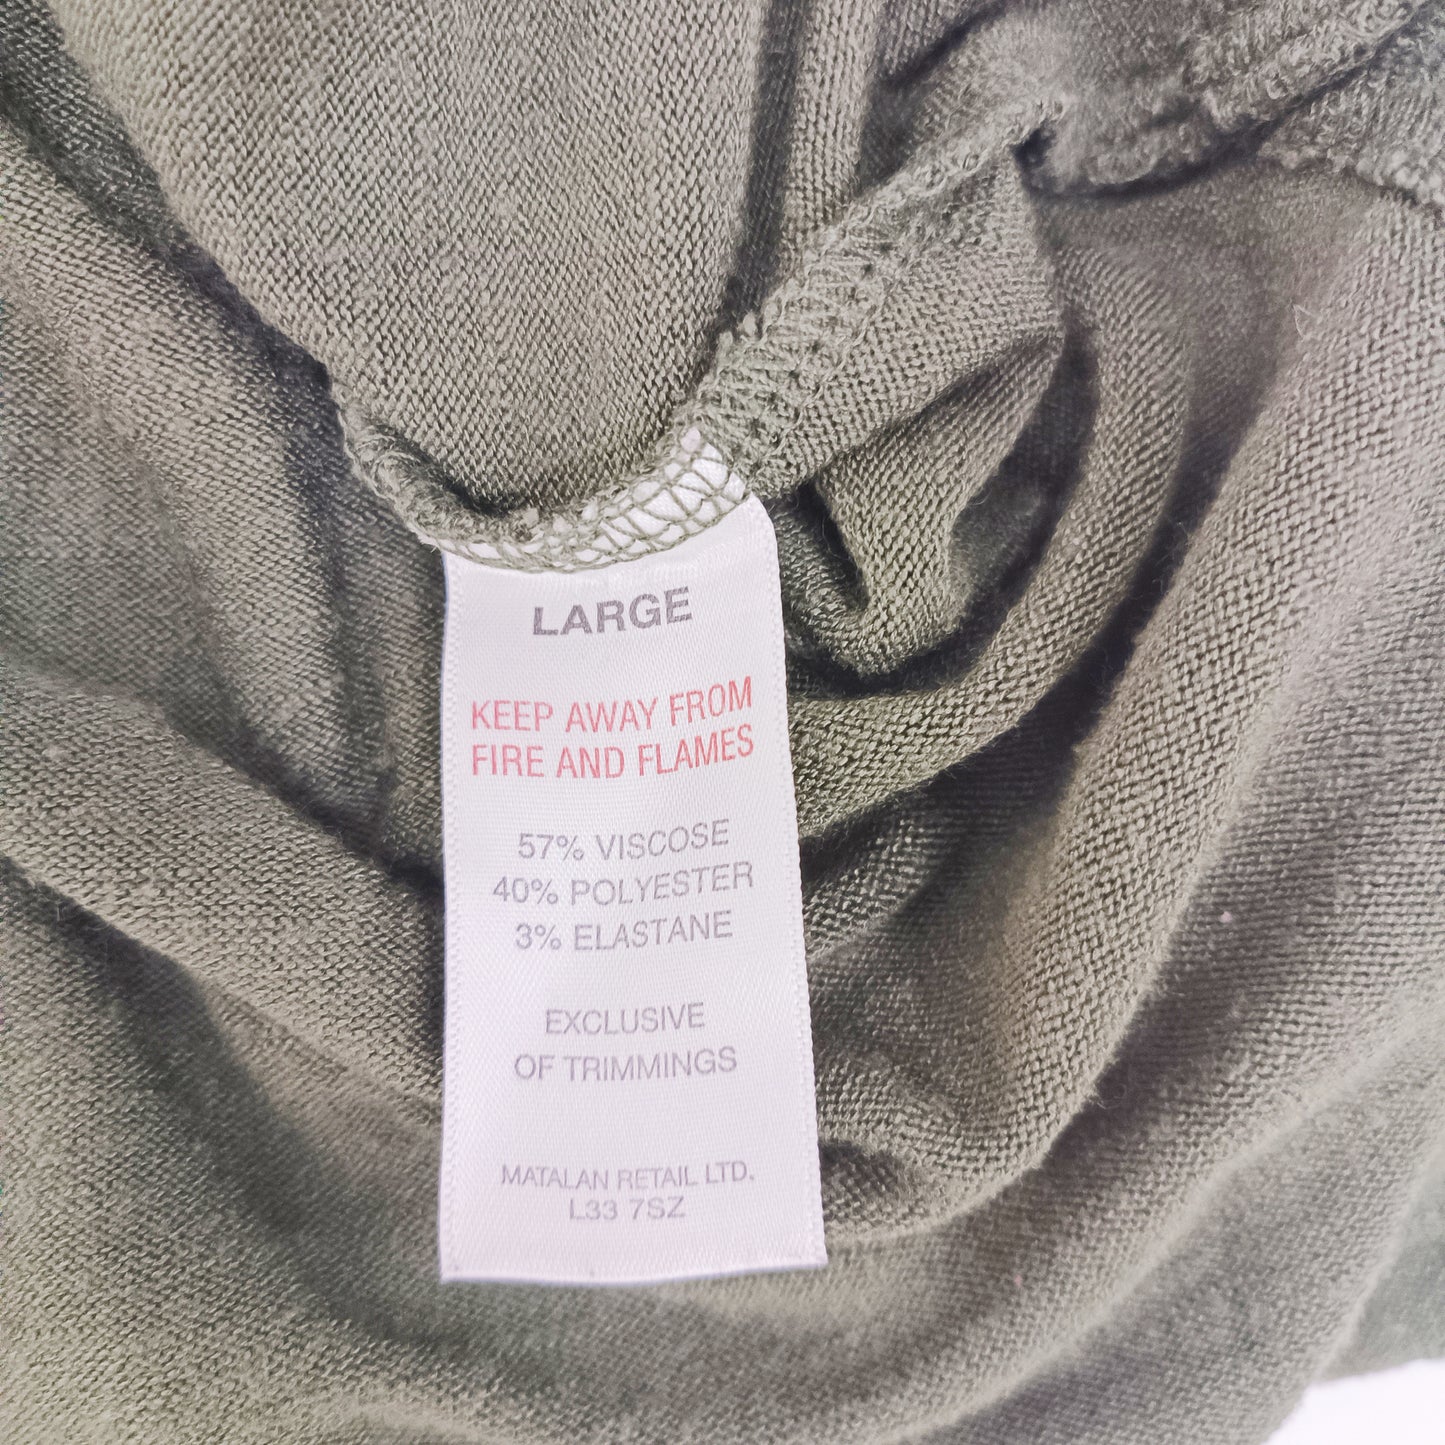 LARGE
KEEP AWAY FROM
FIRE AND FLAMES
57% VISCOSE
40% POLYESTER
3% ELASTANE
EXCLUSIVE
OF TRIMMINGS
MATALAN RETAIL LTD.
L33 7SZ